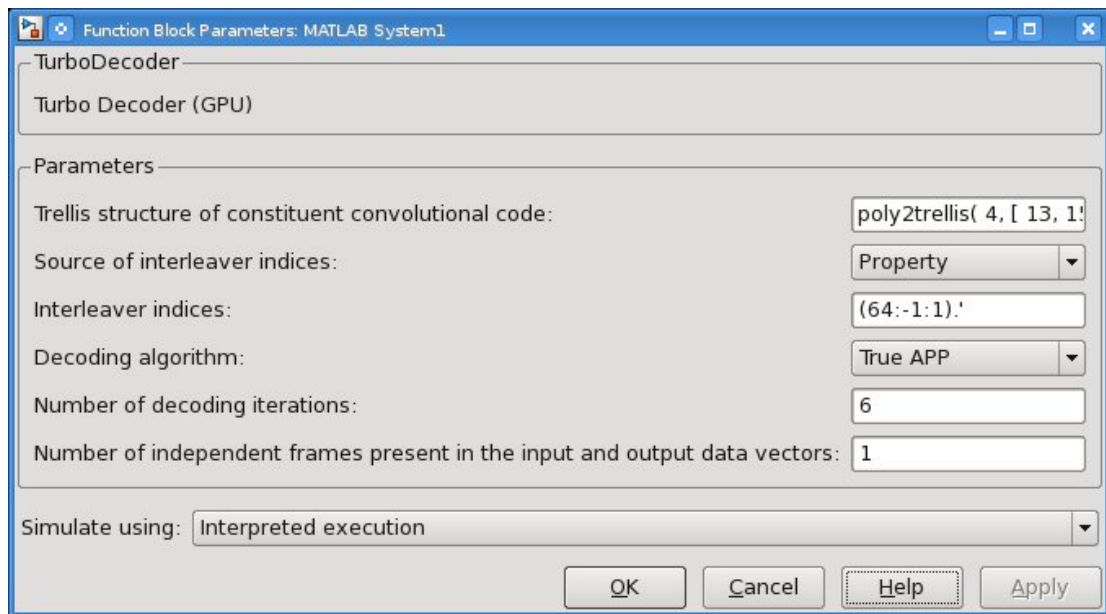 Function Block Parameters: MATLAB System1
TurboDecoder
Turbo Decoder (GPU)
Parameters
Trellis structure of constituent convolutional code: poly2trellis( 4, [ 13, 1
Source of interleaver indices: Property
Interleaver indices: (64:-1:1).'
Decoding algorithm: True APP
Number of decoding iterations: 6
Number of independent frames present in the input and output data vectors: 1
Simulate using: Interpreted execution
OK Cancel Help Apply